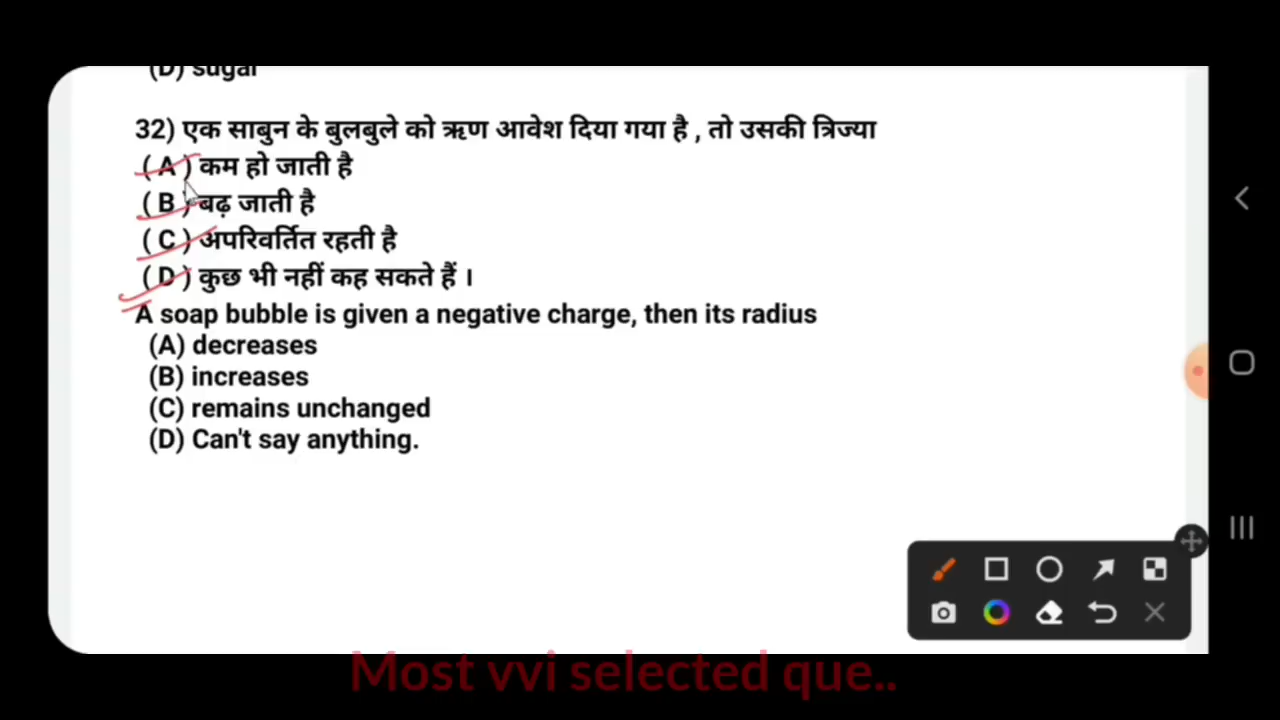 (D) sugar
32) एक साबुन के बुलबुले को ऋण आवेश दिया गया है , तो उसकी त्रिज्या
( A ) कम हो जाती है
( B ) बढ़ जाती है
( C ) अपरिवर्तित रहती है
( D ) कुछ भी नहीं कह सकते हैं ।
A soap bubble is given a negative charge, then its radius
(A) decreases
(B) increases
(C) remains unchanged
(D) Can't say anything.
Most vvi selected que..